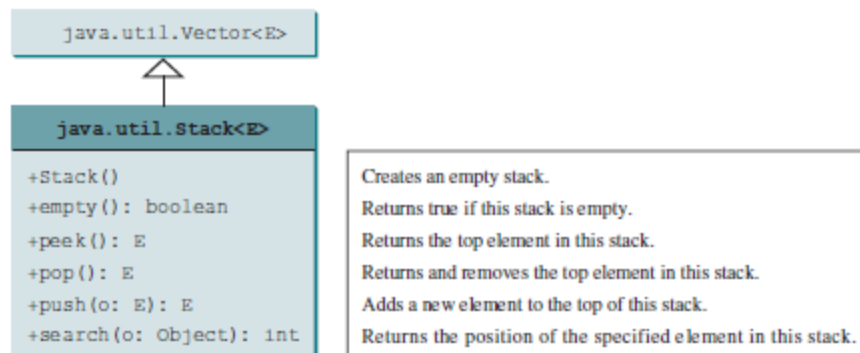 java.util.Vector<E>
java.util.Stack<E>
+Stack()
Creates an empty stack.
+empty(): boolean
Returns true if this stack is empty.
+peek(): E
Returns the top element in this stack.
+pop(): E
Returns and removes the top element in this stack.
+push(o: E): E
Adds a new element to the top of this stack.
+search(o: Object): int
Returns the position of the specified element in this stack.